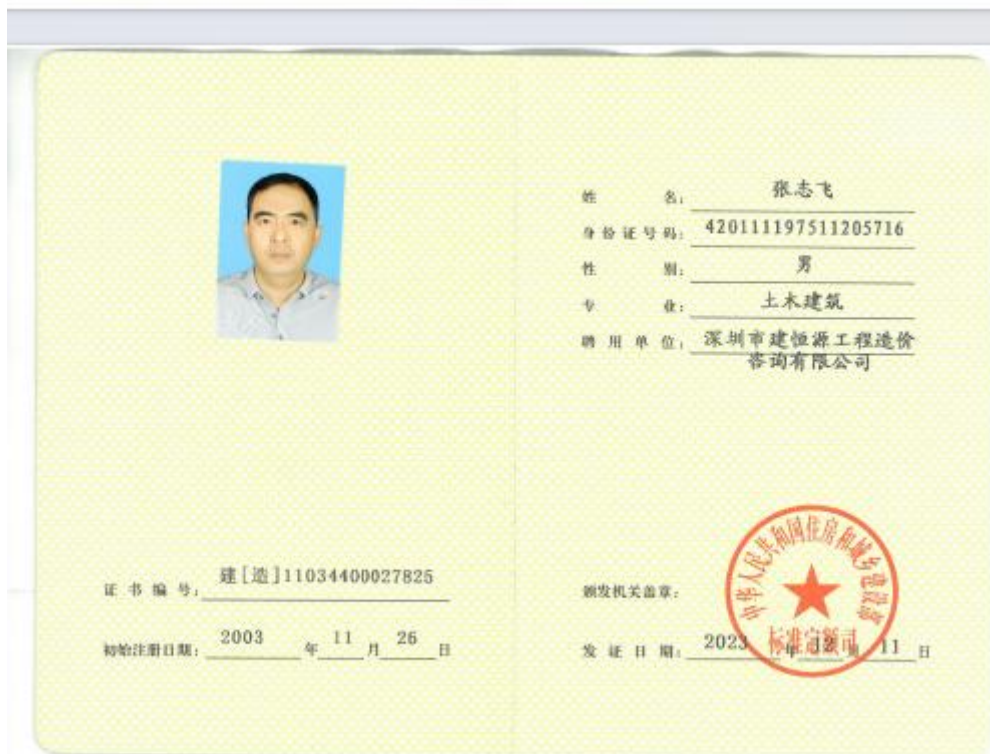 姓 名: 张志飞
身份证号码: 420111197511205716
性 别: 男
专 业: 土木建筑
聘用单位: 深圳市建恒源工程造价
咨询有限公司
证书编号: 建[造]11034400027825
初始注册日期: 2003 年 11 月 26 日
颁发机关盖章:
中华人民共和国住房和城乡建设部
标准定额司
发证日期: 2023 年 12 月 11 日